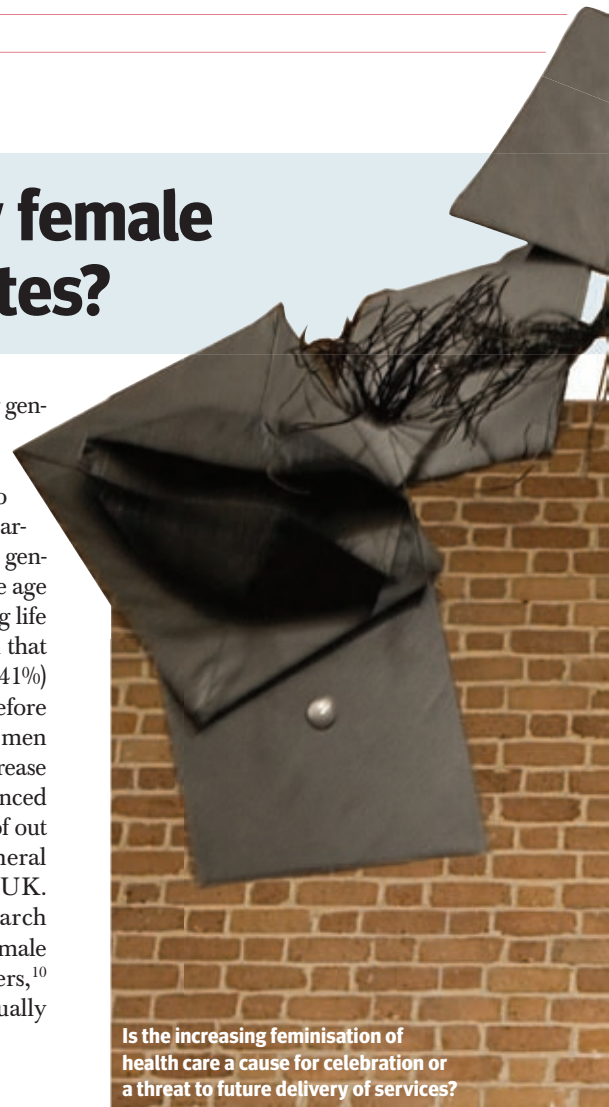 female
tes?
gen-
o
ar-
gen-
e age
g life
that
41%)
efore
men
rease
nced
of out
neral
UK.
arch
male
ers,10
ually
Is the increasing feminisation of
health care a cause for celebration or
a threat to future delivery of services?